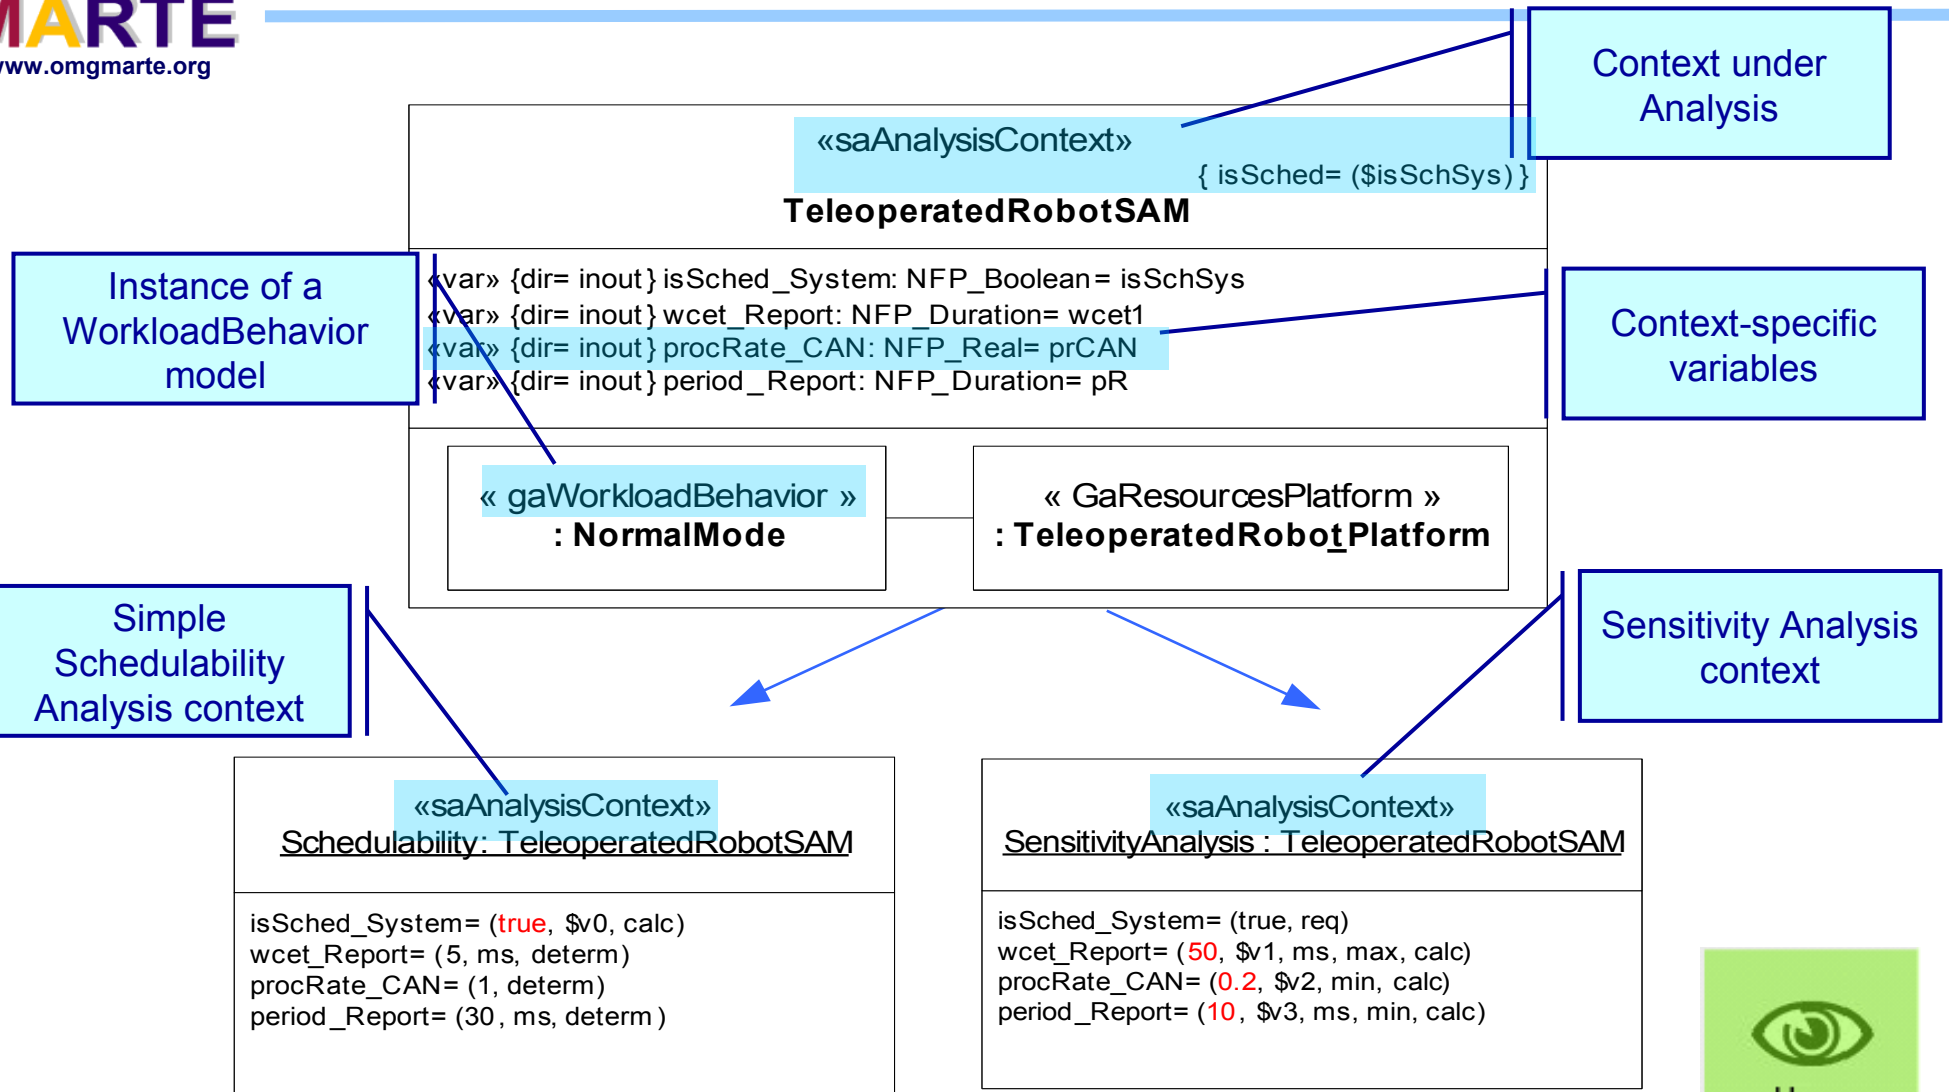 MARTE
www.omgmarte.org
Context under
Analysis
«saAnalysisContext»
{ isSched= ($isSchSys) }
TeleoperatedRobotSAM
Instance of a
WorkloadBehavior
model
«var» {dir= inout} isSched_System: NFP_Boolean= isSchSys
«var» {dir= inout} wcet_Report: NFP_Duration= wcet1
«var» {dir= inout} procRate_CAN: NFP_Real= prCAN
«var» {dir= inout} period_Report: NFP_Duration= pR
Context-specific
variables
« gaWorkloadBehavior »
: NormalMode
« GaResourcesPlatform »
: TeleoperatedRobotPlatform
Simple
Schedulability
Analysis context
Sensitivity Analysis
context
«saAnalysisContext»
Schedulability: TeleoperatedRobotSAM
isSched_System= (true, $v0, calc)
wcet_Report= (5, ms, determ)
procRate_CAN= (1, determ)
period_Report= (30, ms, determ)
«saAnalysisContext»
SensitivityAnalysis : TeleoperatedRobotSAM
isSched_System= (true, req)
wcet_Report= (50, $v1, ms, max, calc)
procRate_CAN= (0.2, $v2, min, calc)
period_Report= (10, $v3, ms, min, calc)